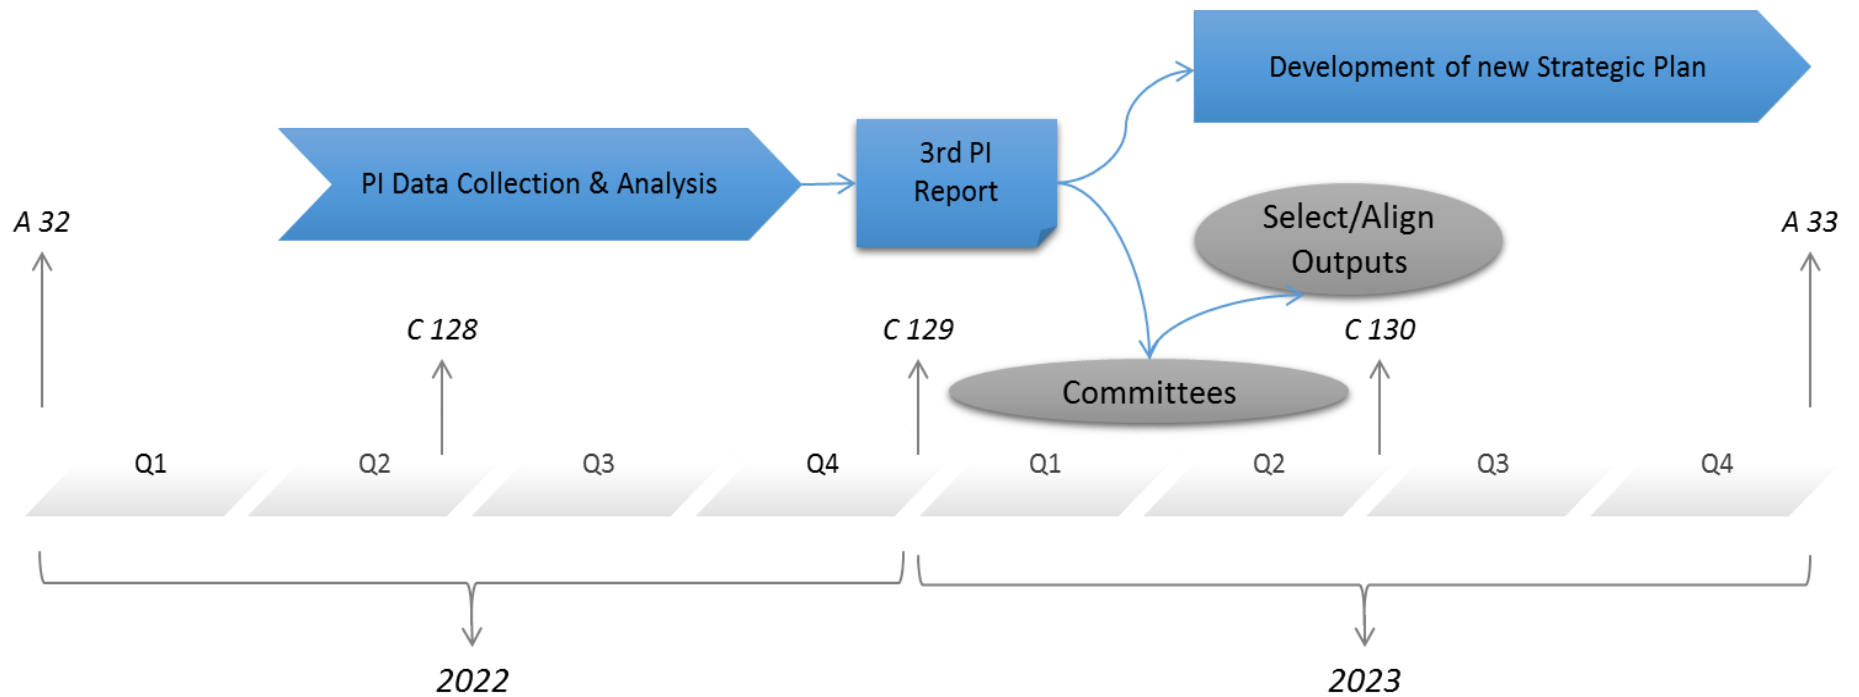 Development of new Strategic Plan
3rd PI
Report
PI Data Collection & Analysis
Select/Align
Outputs
A 32
A 33
C 128
C 129
C 130
Committees
Q1
Q2
Q3
Q4
Q1
Q2
Q3
Q4
2022
2023